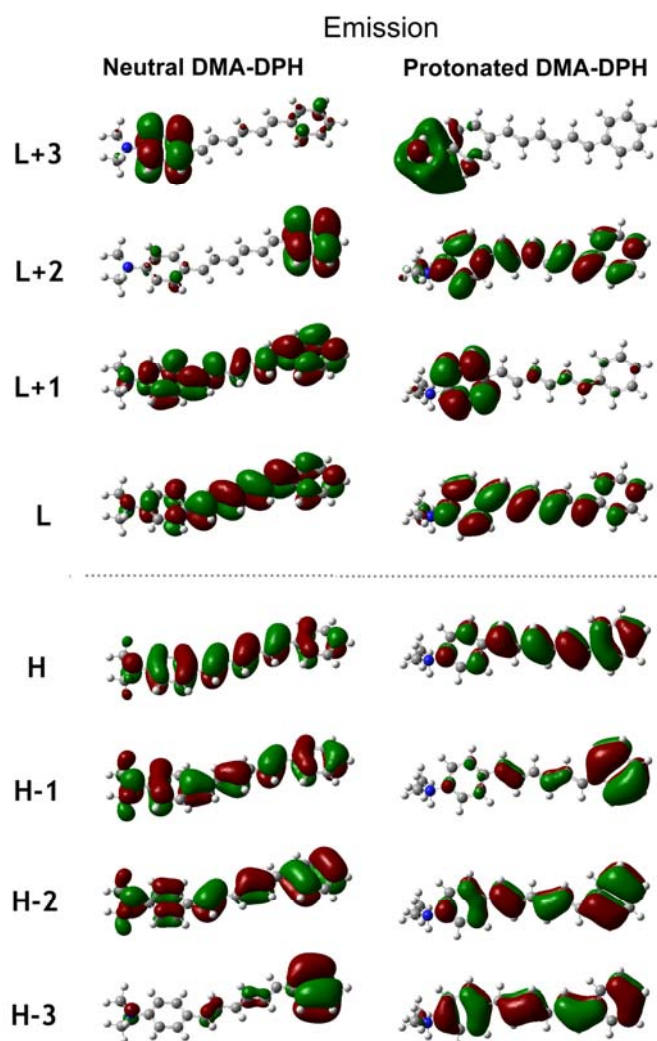 Emission
Neutral DMA-DPH Protonated DMA-DPH
L+3
L+2
L+1
L
H
H-1
H-2
H-3